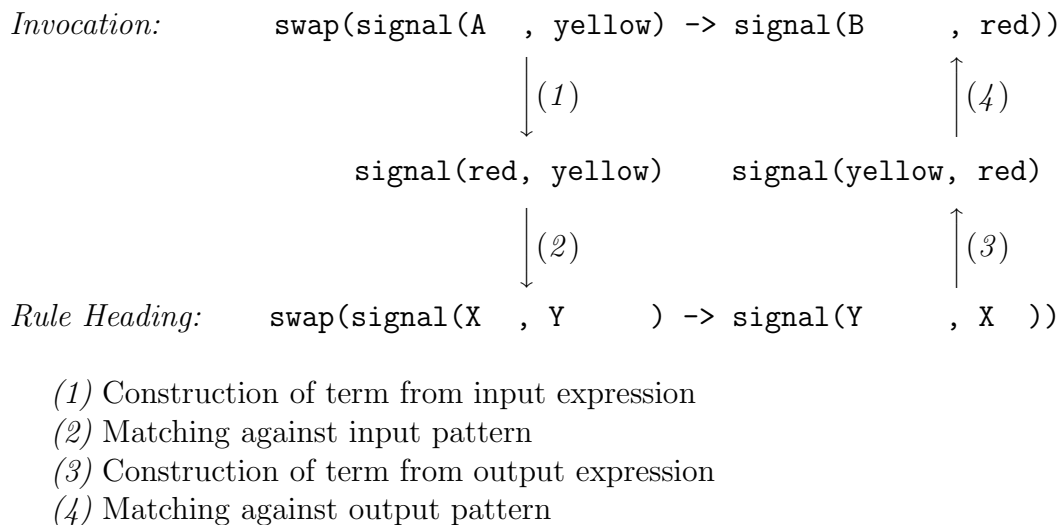 Invocation: swap(signal(A , yellow) -> signal(B , red))
(1) (4)
signal(red, yellow) signal(yellow, red)
(2) (3)
Rule Heading: swap(signal(X , Y ) -> signal(Y , X ))
(1) Construction of term from input expression
(2) Matching against input pattern
(3) Construction of term from output expression
(4) Matching against output pattern